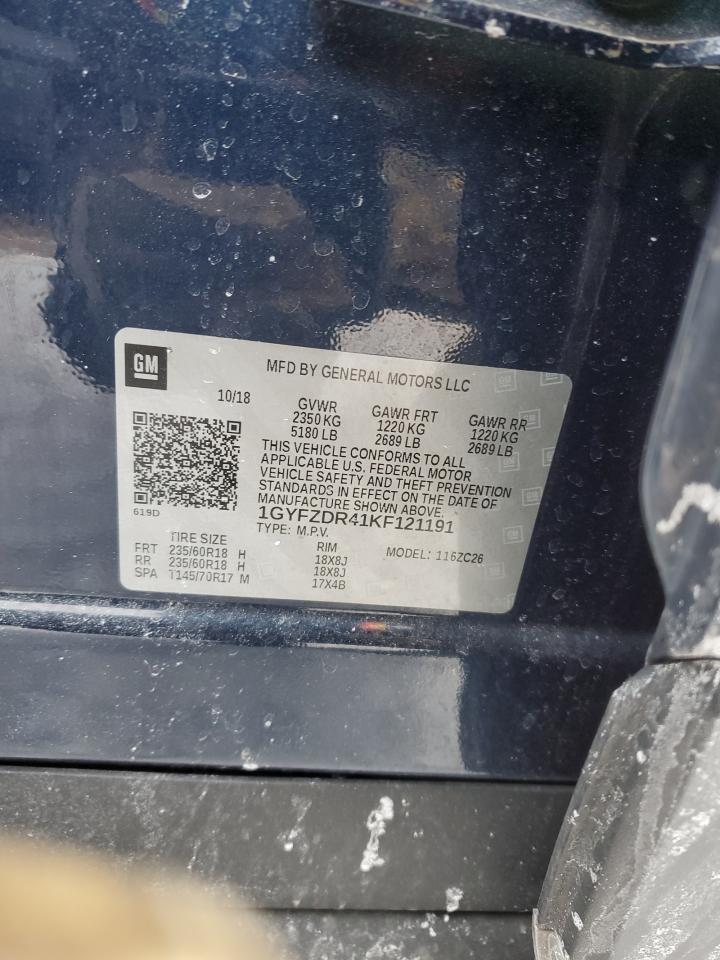 GM
MFD BY GENERAL MOTORS LLC
10/18
GVWR
2350 KG
5180 LB
GAWR FRT
1220 KG
2689 LB
GAWR RR
1220 KG
2689 LB
THIS VEHICLE CONFORMS TO ALL
APPLICABLE U.S. FEDERAL MOTOR
VEHICLE SAFETY AND THEFT PREVENTION
STANDARDS IN EFFECT ON THE DATE OF
MANUFACTURE SHOWN ABOVE.
619D
1GYFZDR41KF121191
TYPE: M.P.V.
TIRE SIZE
RIM
MODEL: 116ZC26
FRT 235/60R18 H 18X8J
RR 235/60R18 H 18X8J
SPA T145/70R17 M 17X4B